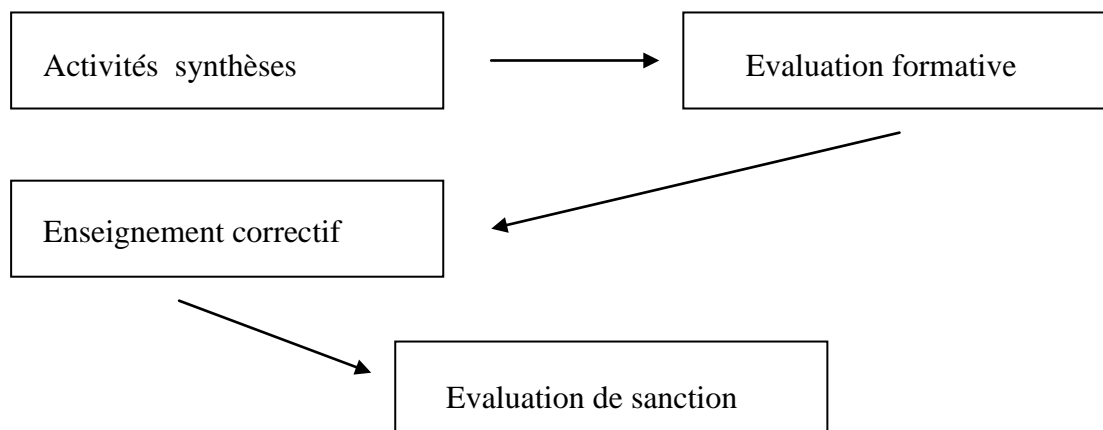 Activités synthèses
Evaluation formative
Enseignement correctif
Evaluation de sanction